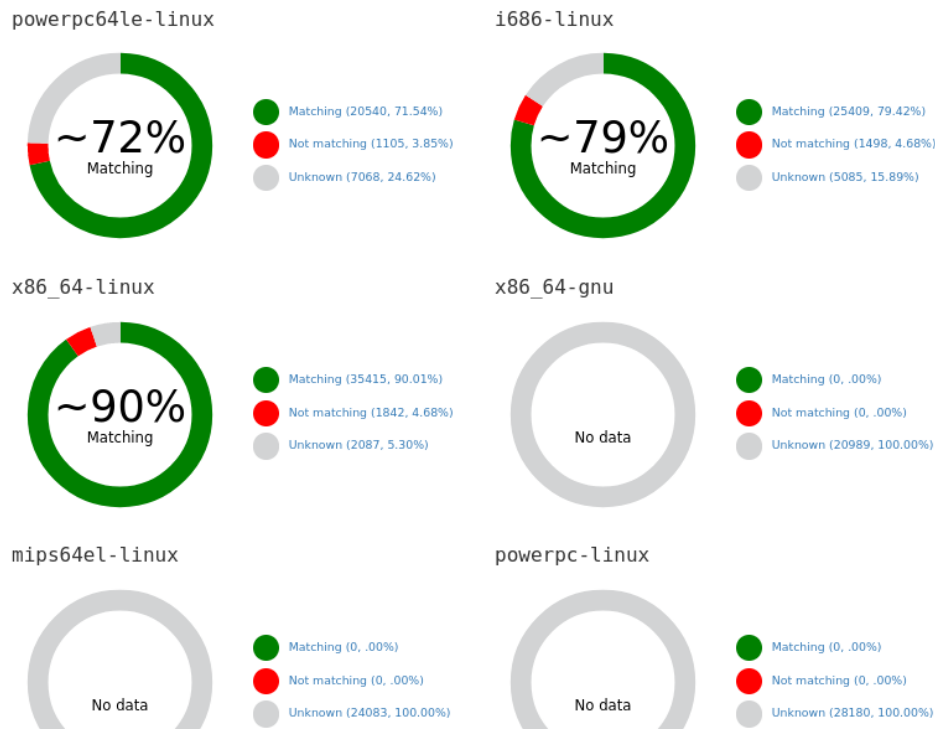 powerpc64le-linux
~72%
Matching
Matching (20540, 71.54%)
Not matching (1105, 3.85%)
Unknown (7068, 24.62%)
i686-linux
~79%
Matching
Matching (25409, 79.42%)
Not matching (1498, 4.68%)
Unknown (5085, 15.89%)
x86_64-linux
~90%
Matching
Matching (35415, 90.01%)
Not matching (1842, 4.68%)
Unknown (2087, 5.30%)
x86_64-gnu
No data
Matching (0, .00%)
Not matching (0, .00%)
Unknown (20989, 100.00%)
mips64el-linux
No data
Matching (0, .00%)
Not matching (0, .00%)
Unknown (24083, 100.00%)
powerpc-linux
No data
Matching (0, .00%)
Not matching (0, .00%)
Unknown (28180, 100.00%)